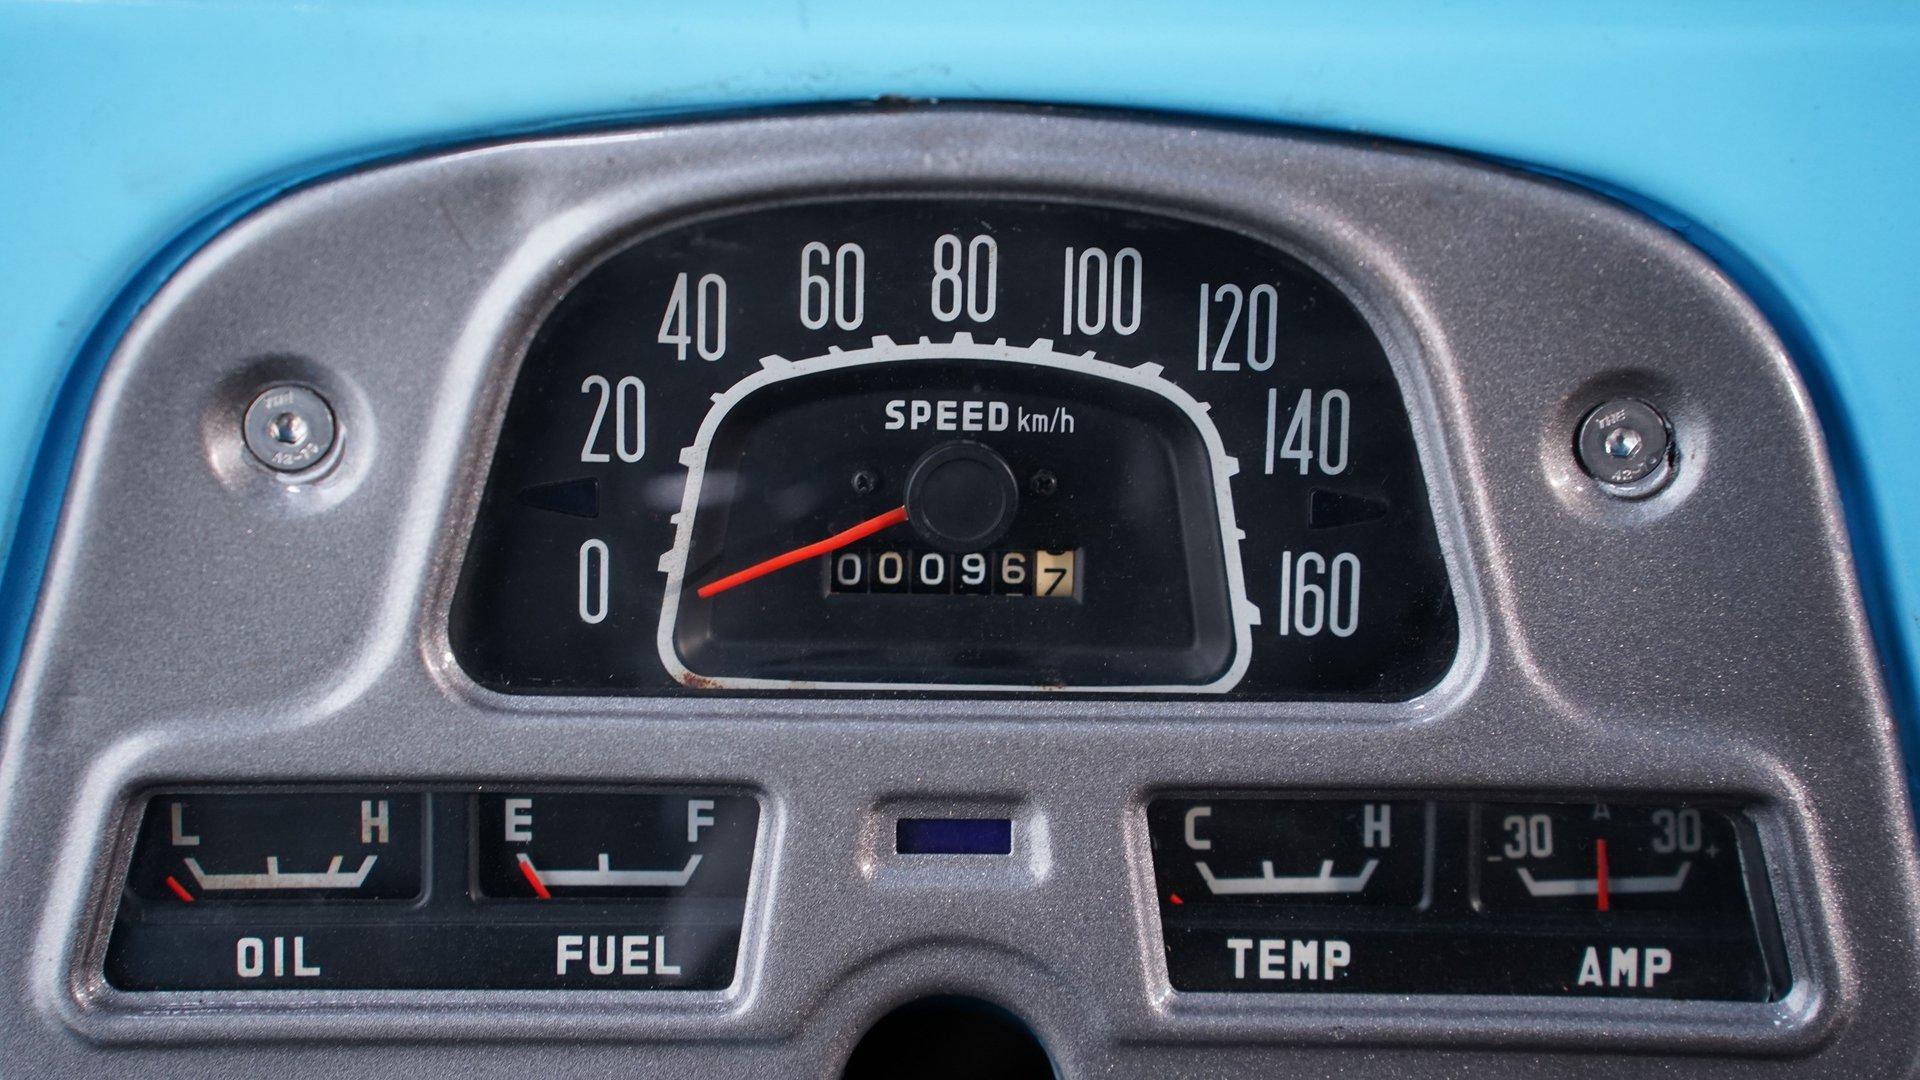 60 80 100
40 120
20 140
SPEED km/h
0 160
000967
L H E F C H -30 A 30+
OIL FUEL TEMP AMP